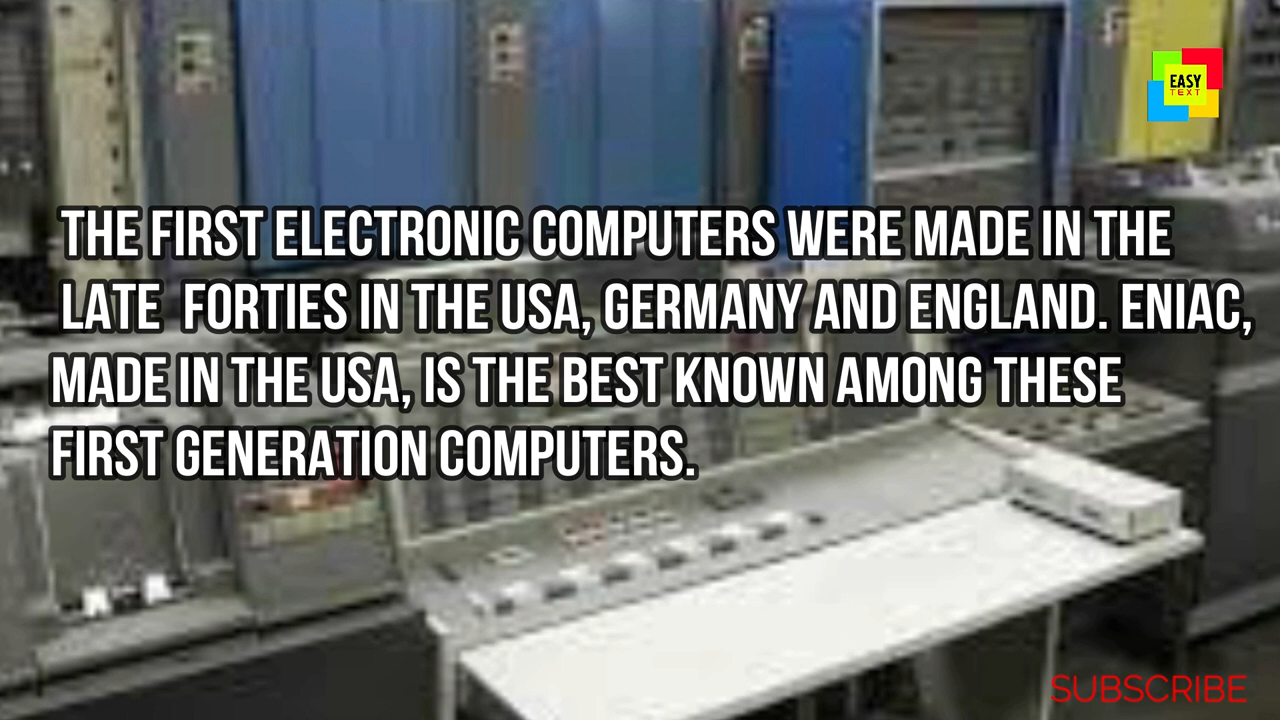 EASY
TEXT
THE FIRST ELECTRONIC COMPUTERS WERE MADE IN THE
LATE FORTIES IN THE USA, GERMANY AND ENGLAND. ENIAC,
MADE IN THE USA, IS THE BEST KNOWN AMONG THESE
FIRST GENERATION COMPUTERS.
SUBSCRIBE